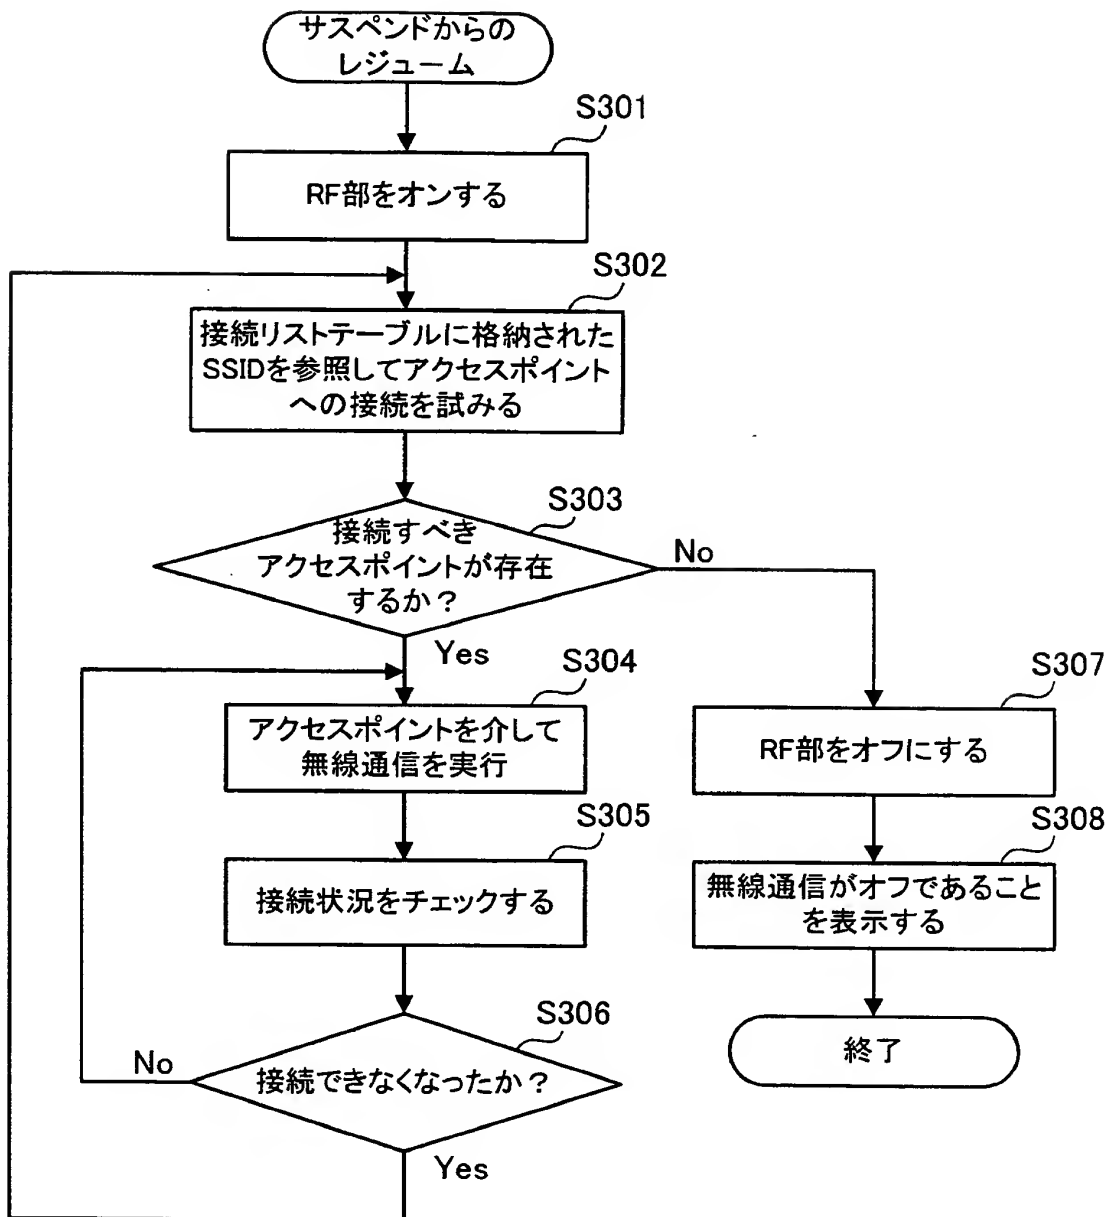 サスペンドからの
レジューム
S301
RF部をオンする
S302
接続リストテーブルに格納された
SSIDを参照してアクセスポイント
への接続を試みる
S303
接続すべき
アクセスポイントが存在
するか？
No
Yes
S304
アクセスポイントを介して
無線通信を実行
S305
接続状況をチェックする
S306
接続できなくなったか？
No
Yes
S307
RF部をオフにする
S308
無線通信がオフであること
を表示する
終了